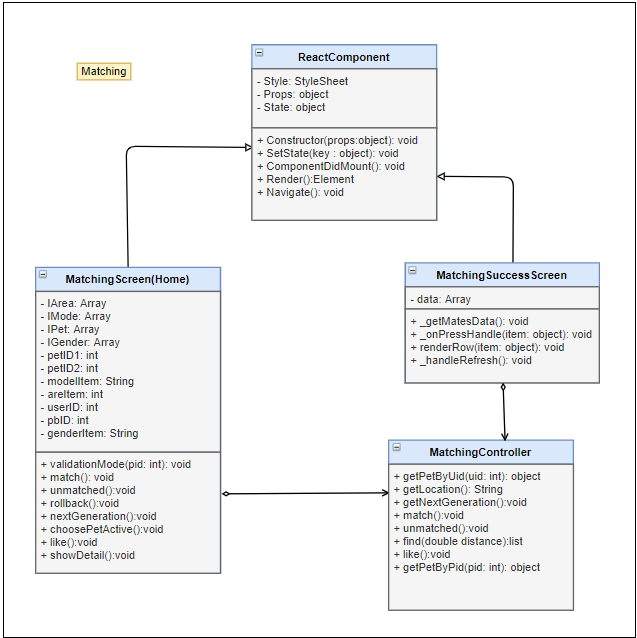 Matching
ReactComponent
- Style: StyleSheet
- Props: object
- State: object
+ Constructor(props:object): void
+ SetState(key : object): void
+ ComponentDidMount(): void
+ Render():Element
+ Navigate(): void
MatchingScreen(Home)
- lArea: Array
- lMode: Array
- lPet: Array
- lGender: Array
- petID1: int
- petID2: int
- modelItem: String
- areItem: int
- userID: int
- pbID: int
- genderItem: String
+ validationMode(pid: int): void
+ match(): void
+ unmatched():void
+ rollback(): void
+ nextGeneration():void
+ choosePetActive():void
+ like():void
+ showDetail():void
MatchingSuccessScreen
- data: Array
+ _getMatesData(): void
+ _onPressHandle(item: object): void
+ renderRow(item: object): void
+ _handleRefresh(): void
MatchingController
+ getPetByUid(uid: int): object
+ getLocation(): String
+ getNextGeneration():void
+ match():void
+ unmatched():void
+ find(double distance):list
+ like():void
+ getPetByPid(pid: int): object